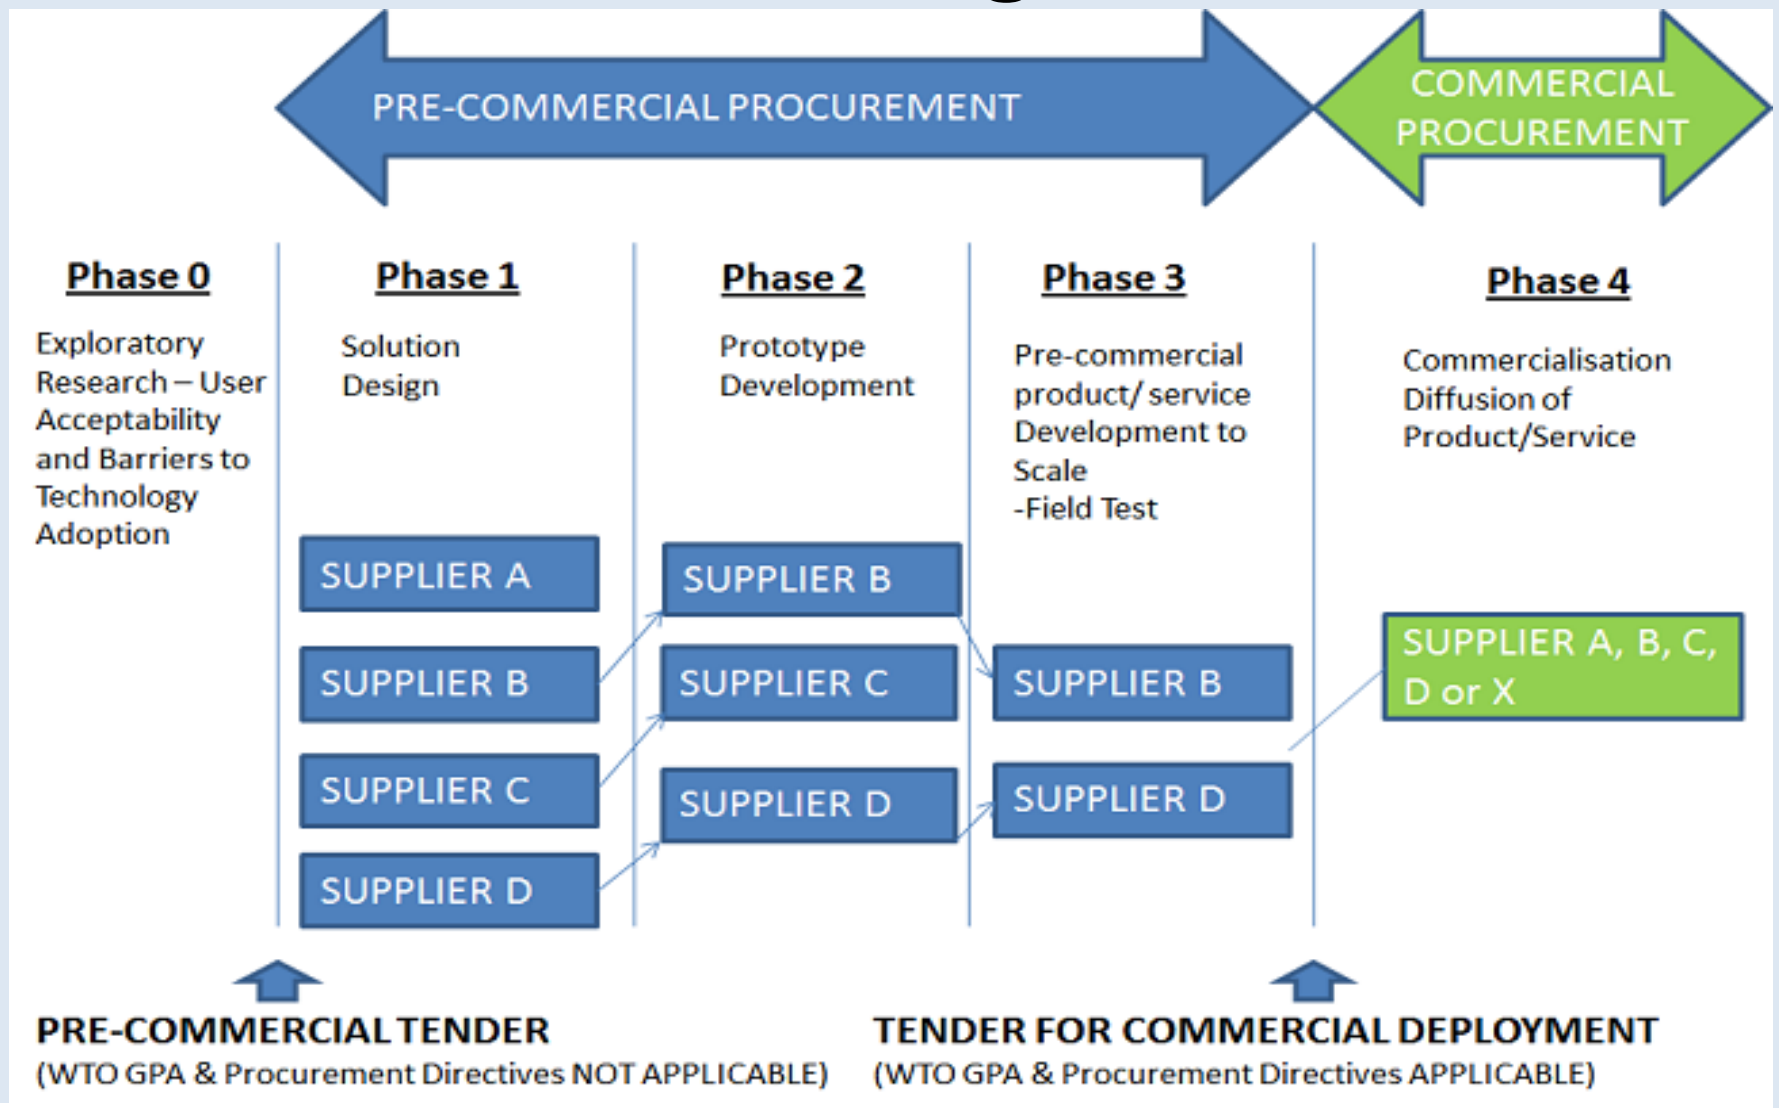 PRE-COMMERCIAL PROCUREMENT
COMMERCIAL
PROCUREMENT
Phase 0
Exploratory
Research – User
Acceptability
and Barriers to
Technology
Adoption
Phase 1
Solution
Design
SUPPLIER A
SUPPLIER B
SUPPLIER C
SUPPLIER D
Phase 2
Prototype
Development
SUPPLIER B
SUPPLIER C
SUPPLIER D
Phase 3
Pre-commercial
product/ service
Development to
Scale
-Field Test
SUPPLIER B
SUPPLIER D
Phase 4
Commercialisation
Diffusion of
Product/Service
SUPPLIER A, B, C,
D or X
PRE-COMMERCIAL TENDER
(WTO GPA & Procurement Directives NOT APPLICABLE)
TENDER FOR COMMERCIAL DEPLOYMENT
(WTO GPA & Procurement Directives APPLICABLE)